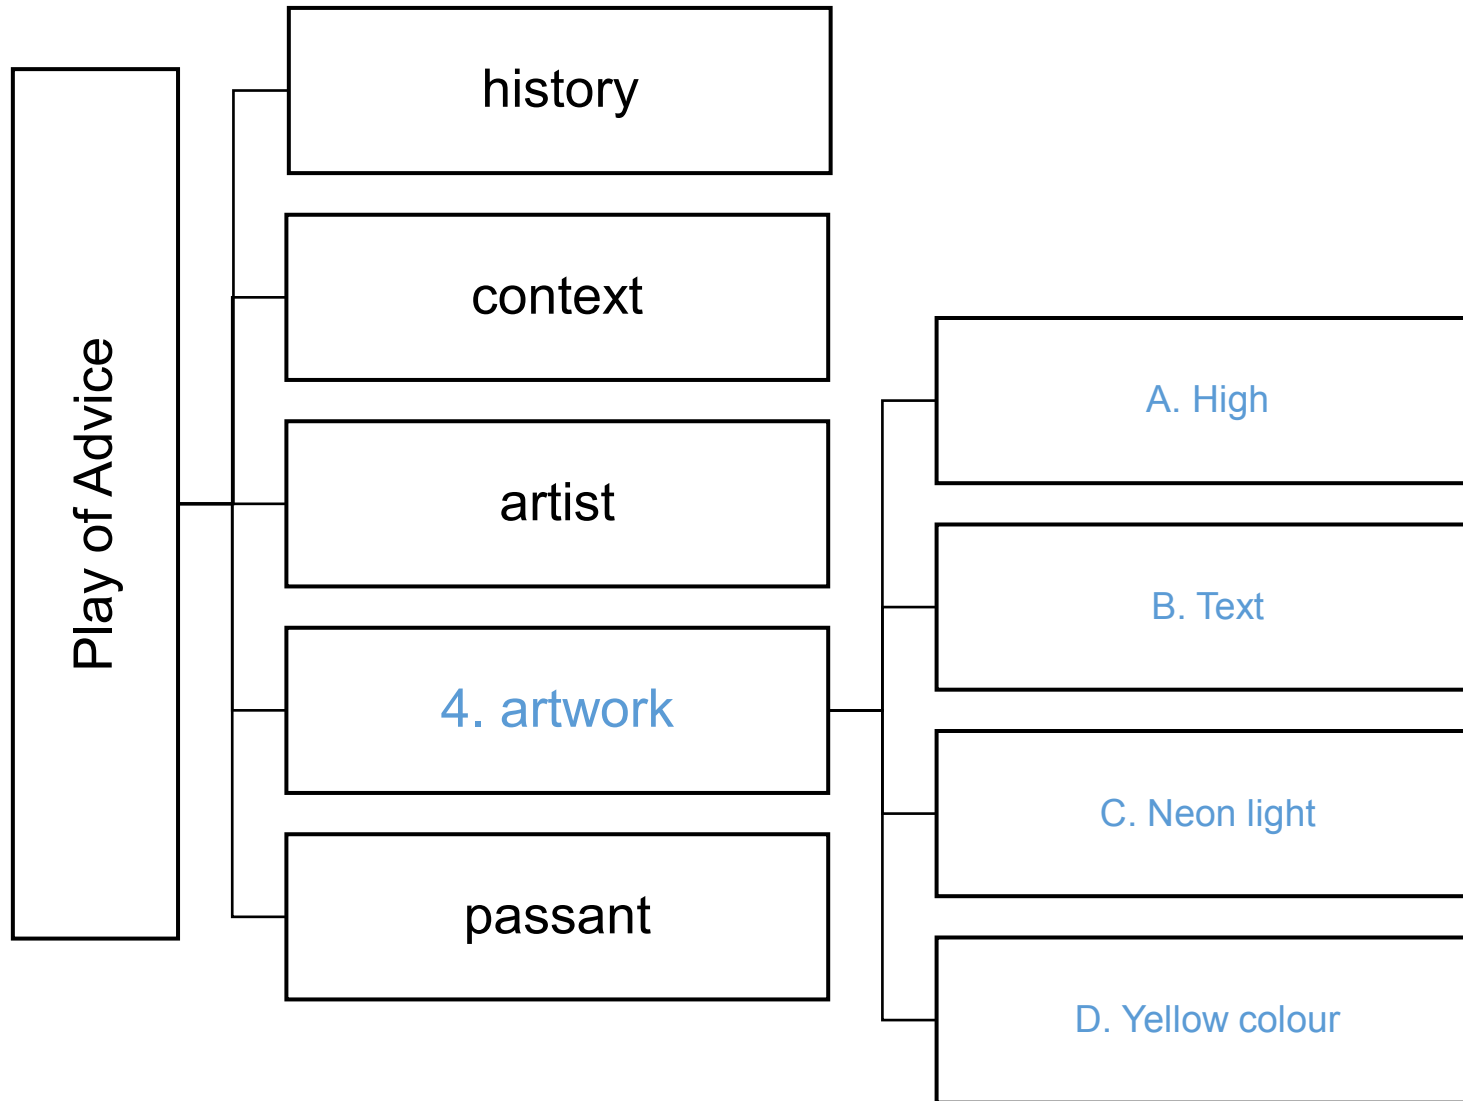 Play of Advice
history
context
artist
4. artwork
passant
A. High
B. Text
C. Neon light
D. Yellow colour